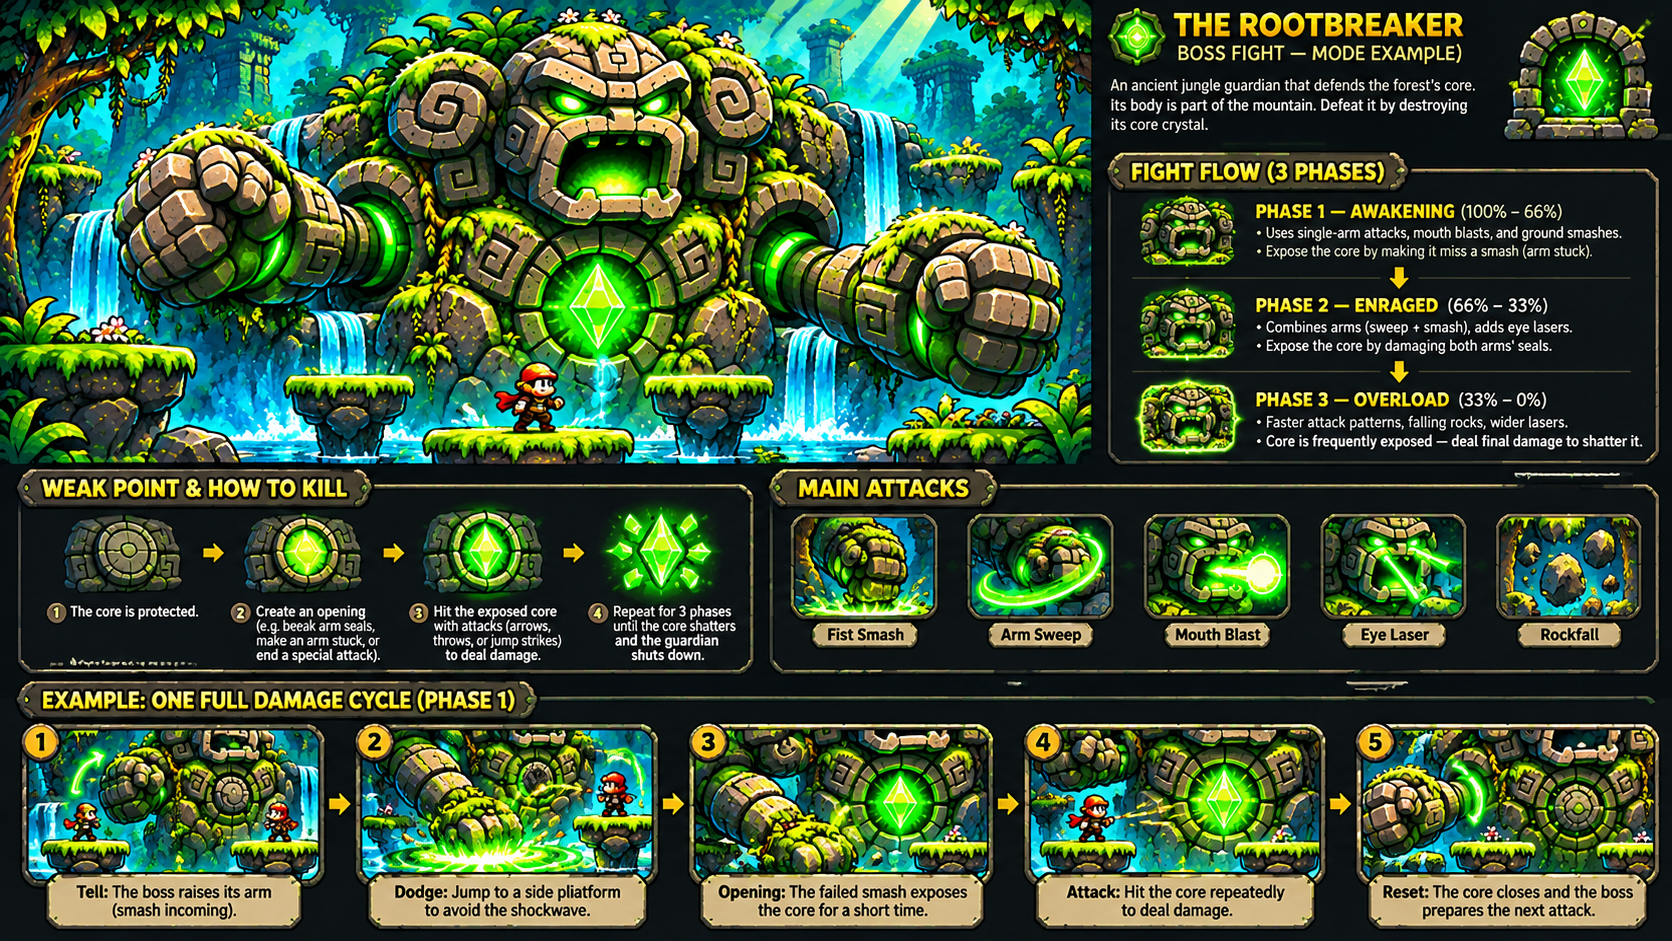 THE ROOTBREAKER
BOSS FIGHT — MODE EXAMPLE)
An ancient jungle guardian that defends the forest's core.
Its body is part of the mountain. Defeat it by destroying
its core crystal.
FIGHT FLOW (3 PHASES)
PHASE 1 — AWAKENING (100% – 66%)
• Uses single-arm attacks, mouth blasts, and ground smashes.
• Expose the core by making it miss a smash (arm stuck).
PHASE 2 — ENRAGED (66% – 33%)
• Combines arms (sweep + smash), adds eye lasers.
• Expose the core by damaging both arms' seals.
PHASE 3 — OVERLOAD (33% – 0%)
• Faster attack patterns, falling rocks, wider lasers.
• Core is frequently exposed — deal final damage to shatter it.
WEAK POINT & HOW TO KILL
1 The core is protected.
2 Create an opening
(e.g. beeak arm seals,
make an arm stuck, or
end a special attack).
3 Hit the exposed core
with attacks (arrows,
throws, or jump strikes)
to deal damage.
4 Repeat for 3 phases
until the core shatters
and the guardian
shuts down.
MAIN ATTACKS
Fist Smash
Arm Sweep
Mouth Blast
Eye Laser
Rockfall
EXAMPLE: ONE FULL DAMAGE CYCLE (PHASE 1)
1
Tell: The boss raises its arm
(smash incoming).
2
Dodge: Jump to a side pliatform
to avoid the shockwave.
3
Opening: The failed smash exposes
the core for a short time.
4
Attack: Hit the core repeatedly
to deal damage.
5
Reset: The core closes and the boss
prepares the next attack.